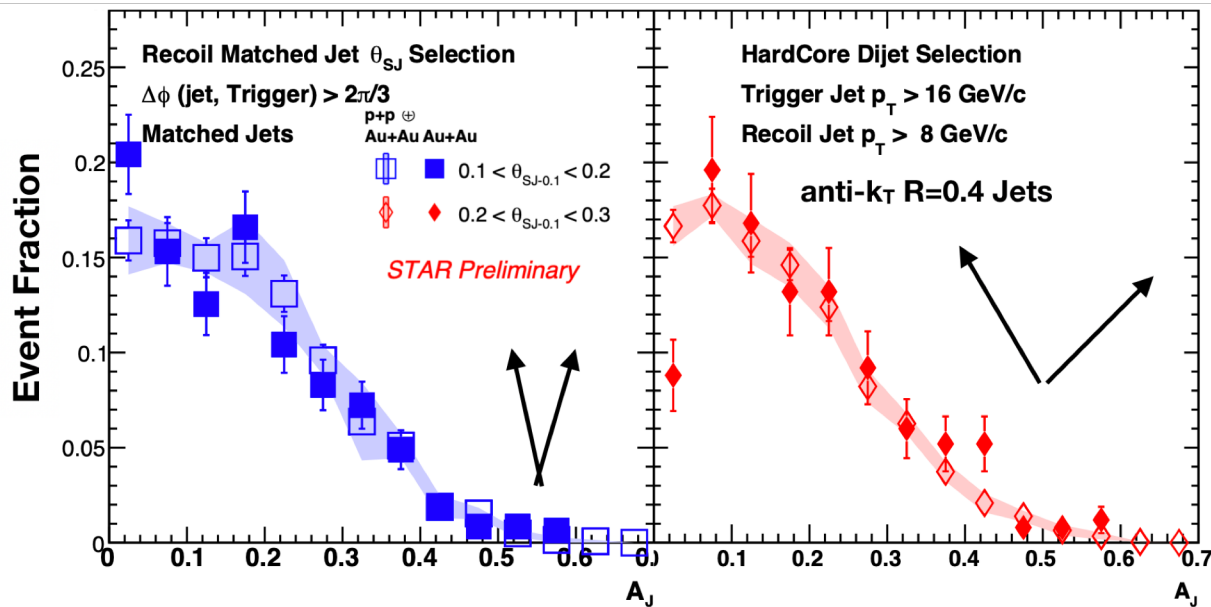 Event Fraction
0.25
0.2
0.15
0.1
0.05
0
Recoil Matched Jet θSJ Selection
Δϕ (jet, Trigger) > 2π/3
Matched Jets
p+p ⊕
Au+Au Au+Au
0.1 < θSJ-0.1 < 0.2
0.2 < θSJ-0.1 < 0.3
STAR Preliminary
0 0.1 0.2 0.3 0.4 0.5 0.6
AJ
HardCore Dijet Selection
Trigger Jet pT > 16 GeV/c
Recoil Jet pT > 8 GeV/c
anti-kT R=0.4 Jets
0.1 0.2 0.3 0.4 0.5 0.6 0.7
AJ